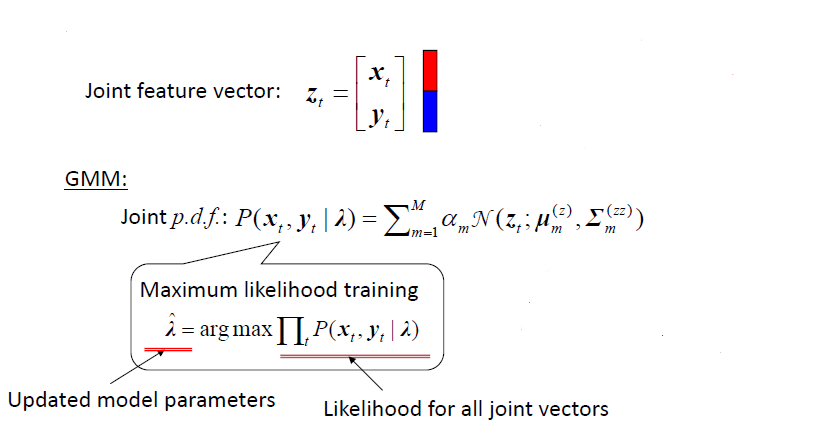 Joint feature vector: z_t = [x_t y_t]
GMM:
Joint p.d.f.: P(x_t, y_t | λ) = ∑_{m=1}^{M} α_m 𝒩(z_t; μ_m^{(z)}, Σ_m^{(zz)})
Maximum likelihood training
λ̂ = arg max ∏_t P(x_t, y_t | λ)
Updated model parameters
Likelihood for all joint vectors